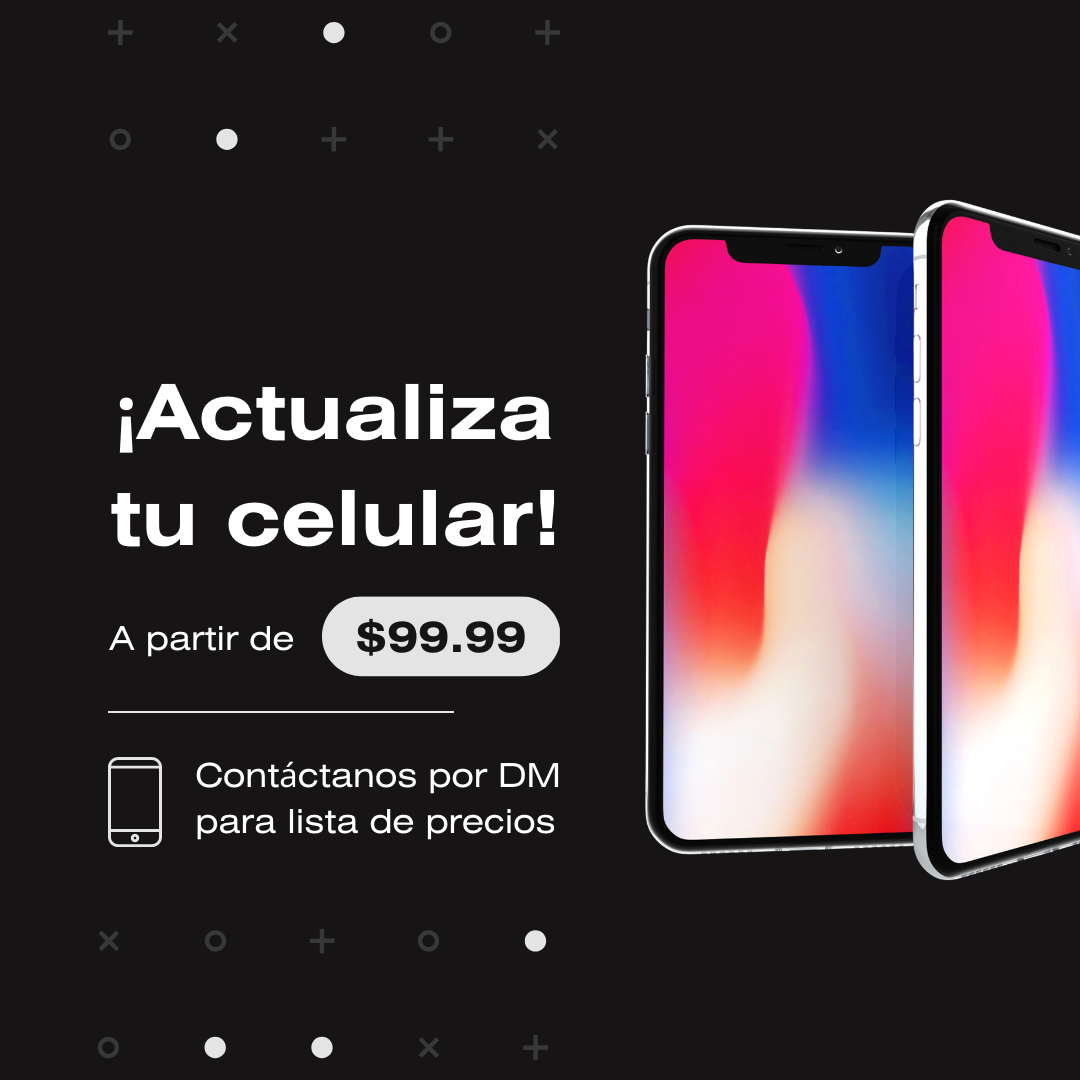 ¡Actualiza
tu celular!
A partir de $99.99
Contáctanos por DM
para lista de precios